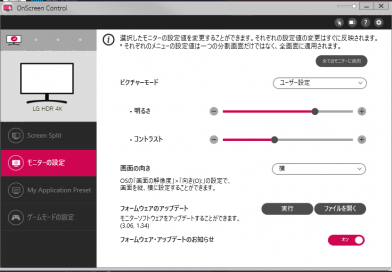 OnScreen Control
選択したモニターの設定値を変更することができます。それぞれの設定値の変更はすぐに反映されます。
* それぞれのメニューの設定値は一つの分割画面だけではなく、全画面に適用されます。
全てのモニターに適用
LG HDR 4K
ピクチャーモード
ユーザー設定
・明るさ
Screen Split
・コントラスト
モニターの設定
画面の向き
横
OSの「画面の解像度」>「向き(O):」の設定で、
画面を縦、横に設定することができます。
My Application Preset
フォームウェアのアップデート
実行
ファイルを開く
モニターソフトウェアをアップデートすることができます。
(3.06, 1.34)
ゲームモードの設定
フォームウェア・アップデートのお知らせ
オン